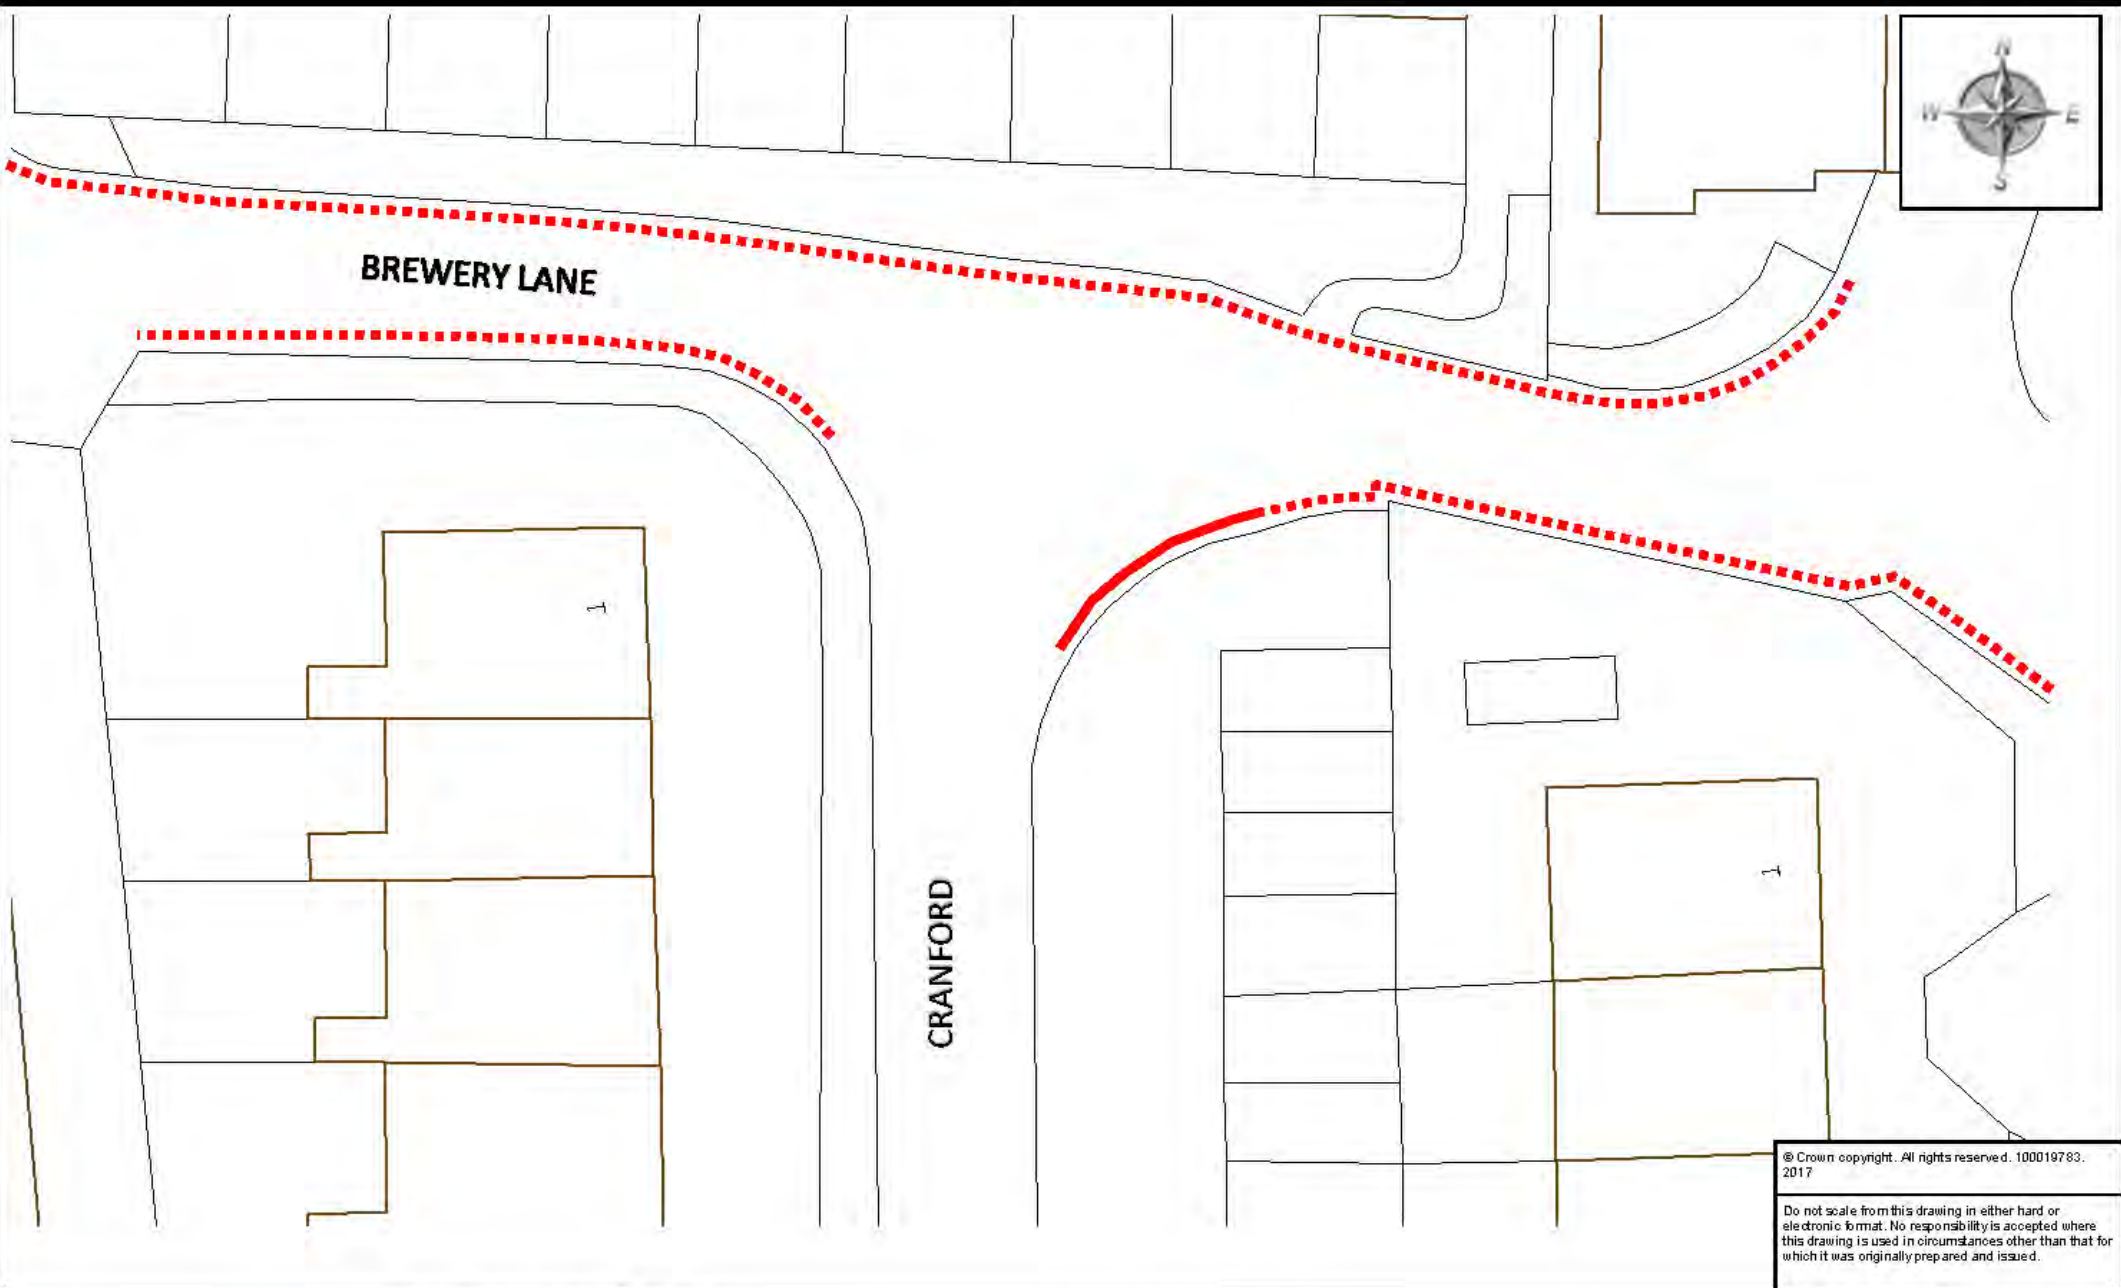 N
W E
S
BREWERY LANE
1
1
CRANFORD
© Crown copyright. All rights reserved. 100019783.
2017
Do not scale from this drawing in either hard or
electronic format. No responsibility is accepted where
this drawing is used in circumstances other than that for
which it was originally prepared and issued.